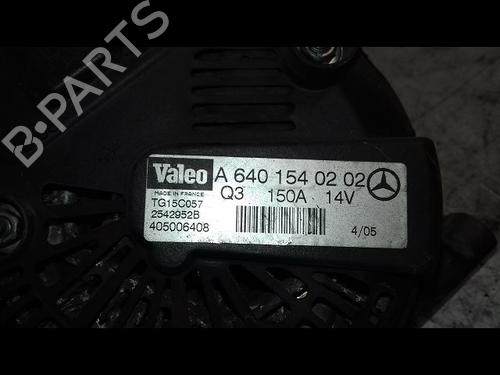 B-PARTS
Valeo
MADE IN FRANCE
A 640 154 02 02
TG15C057
Q3 150A 14V
2542952B
405006408
4/05